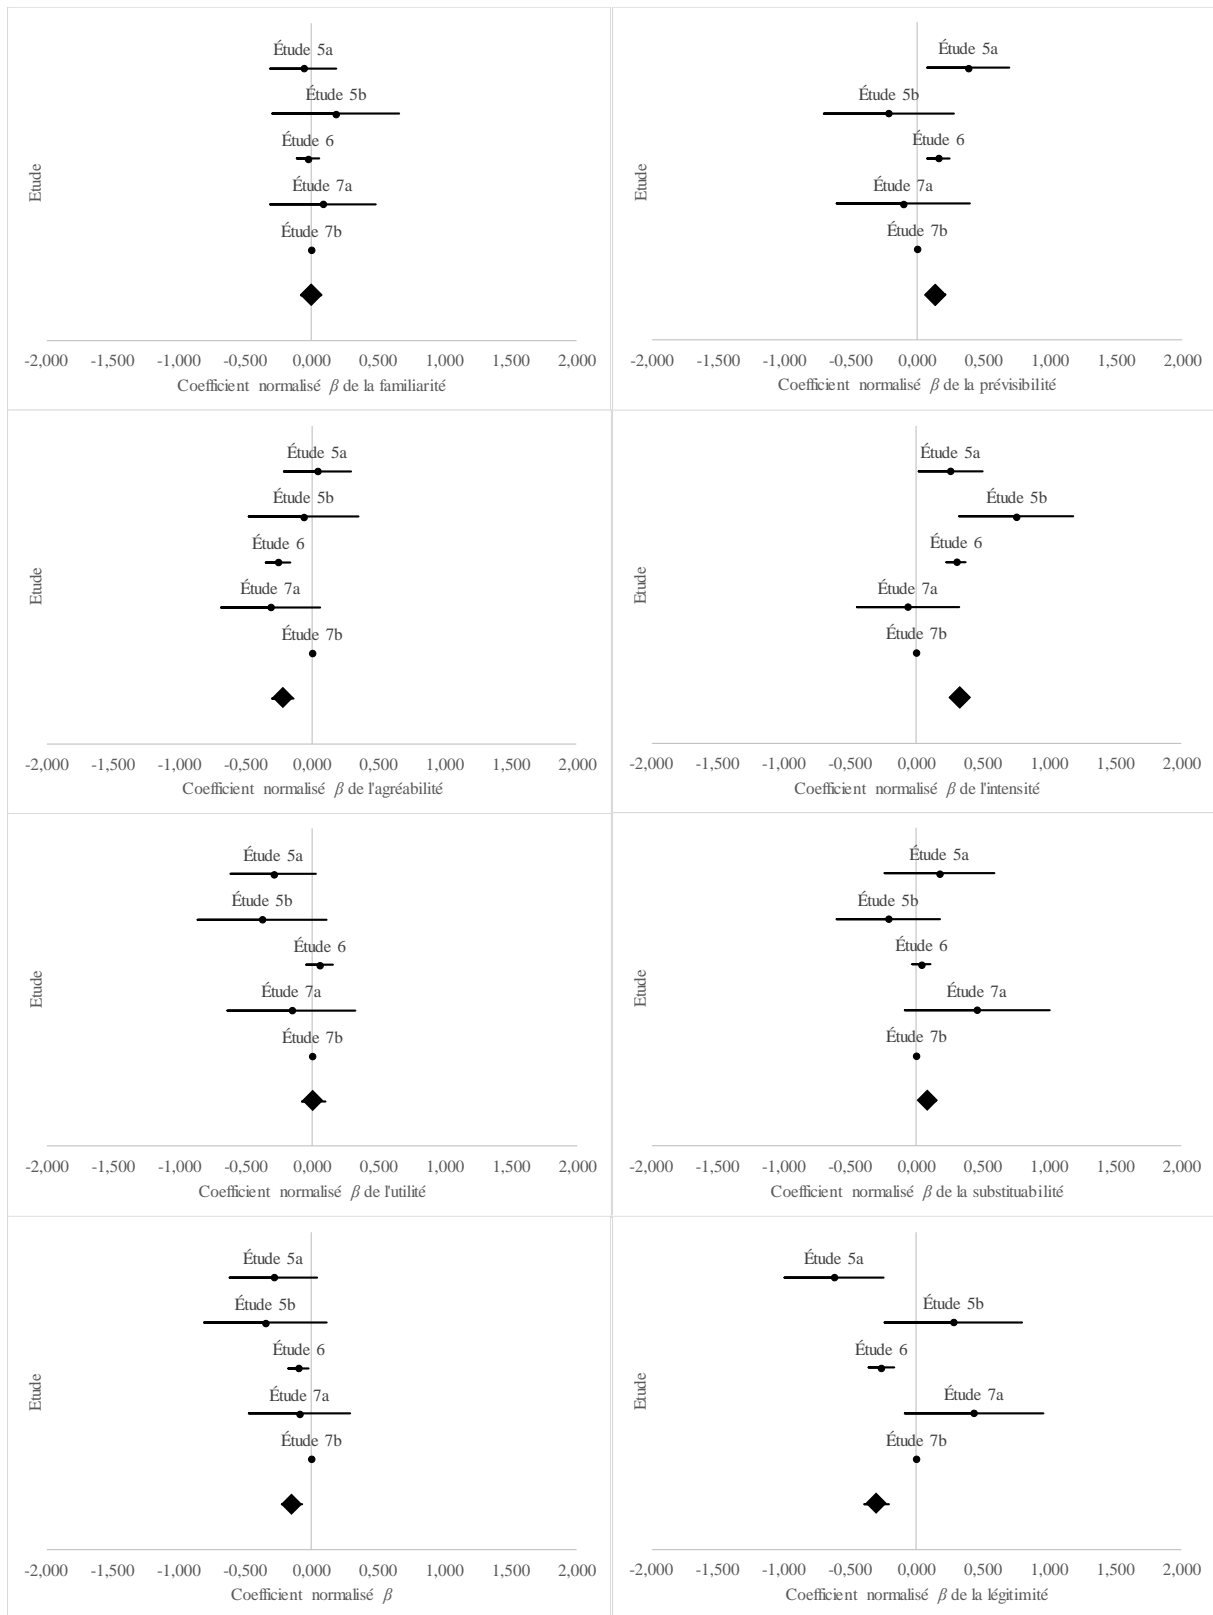 Étude 5a
Étude 5b
Étude 6
Étude 7a
Étude 7b
Etude
-2,000 -1,500 -1,000 -0,500 0,000 0,500 1,000 1,500 2,000
Coefficient normalisé β de la familiarité
Étude 5a
Étude 5b
Étude 6
Étude 7a
Étude 7b
Etude
-2,000 -1,500 -1,000 -0,500 0,000 0,500 1,000 1,500 2,000
Coefficient normalisé β de la prévisibilité
Étude 5a
Étude 5b
Étude 6
Étude 7a
Étude 7b
Etude
-2,000 -1,500 -1,000 -0,500 0,000 0,500 1,000 1,500 2,000
Coefficient normalisé β de l'agréabilité
Étude 5a
Étude 5b
Étude 6
Étude 7a
Étude 7b
Etude
-2,000 -1,500 -1,000 -0,500 0,000 0,500 1,000 1,500 2,000
Coefficient normalisé β de l'intensité
Étude 5a
Étude 5b
Étude 6
Étude 7a
Étude 7b
Etude
-2,000 -1,500 -1,000 -0,500 0,000 0,500 1,000 1,500 2,000
Coefficient normalisé β de l'utilité
Étude 5a
Étude 5b
Étude 6
Étude 7a
Étude 7b
Etude
-2,000 -1,500 -1,000 -0,500 0,000 0,500 1,000 1,500 2,000
Coefficient normalisé β de la substituabilité
Étude 5a
Étude 5b
Étude 6
Étude 7a
Étude 7b
Etude
-2,000 -1,500 -1,000 -0,500 0,000 0,500 1,000 1,500 2,000
Coefficient normalisé β
Étude 5a
Étude 5b
Étude 6
Étude 7a
Étude 7b
Etude
-2,000 -1,500 -1,000 -0,500 0,000 0,500 1,000 1,500 2,000
Coefficient normalisé β de la légitimité